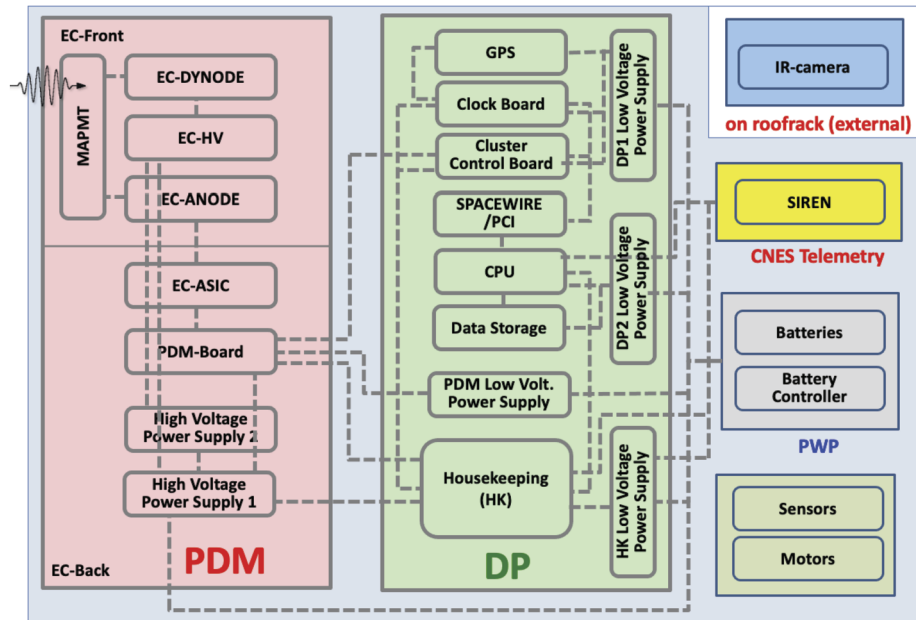 EC-Front
MAPMT
EC-DYNODE
EC-HV
EC-ANODE
EC-ASIC
PDM-Board
High Voltage
Power Supply 2
High Voltage
Power Supply 1
EC-Back
PDM
GPS
Clock Board
Cluster
Control Board
SPACEWIRE
/PCI
CPU
Data Storage
PDM Low Volt.
Power Supply
Housekeeping
(HK)
DP1 Low Voltage
Power Supply
DP2 Low Voltage
Power Supply
HK Low Voltage
Power Supply
DP
IR-camera
on roofrack (external)
SIREN
CNES Telemetry
Batteries
Battery
Controller
PWP
Sensors
Motors